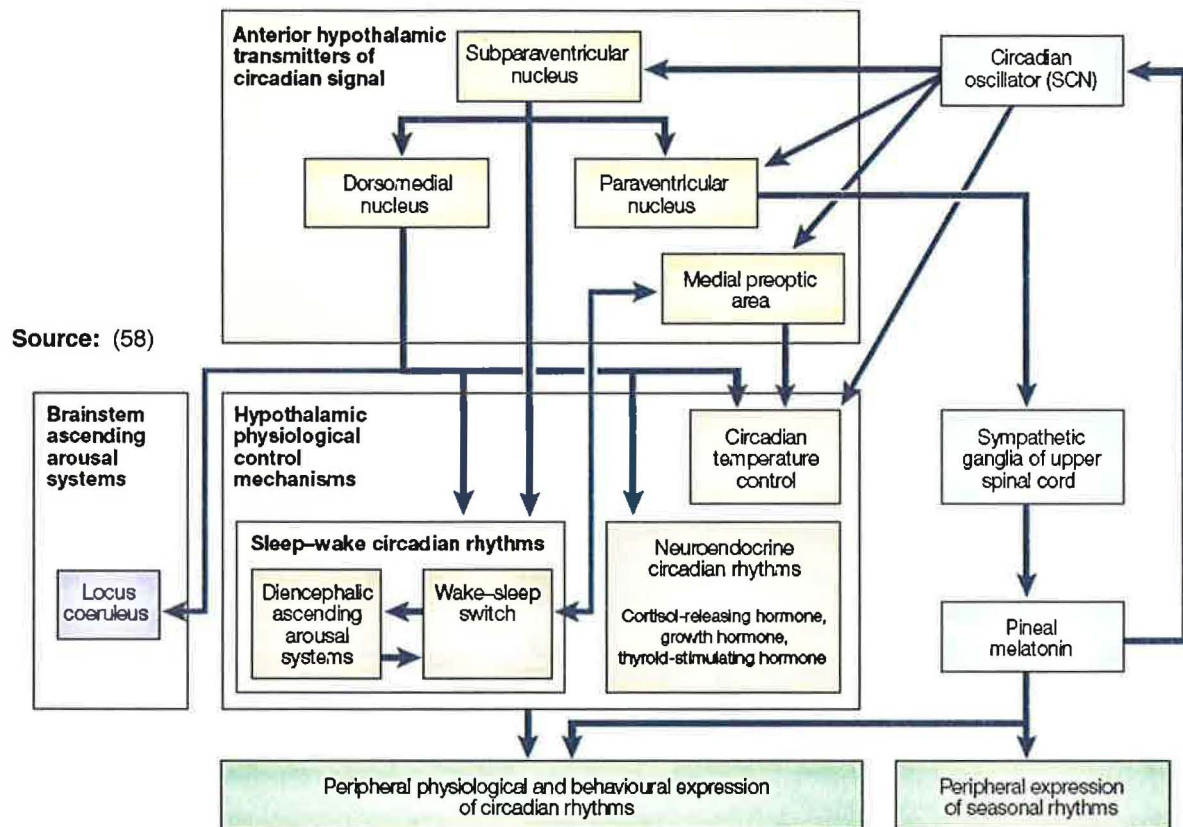 Anterior hypothalamic
transmitters of
circadian signal
Subparaventricular
nucleus
Circadian
oscillator (SCN)
Dorsomedial
nucleus
Paraventricular
nucleus
Medial preoptic
area
Source: (58)
Brainstem
ascending
arousal
systems
Hypothalamic
physiological
control
mechanisms
Circadian
temperature
control
Sympathetic
ganglia of upper
spinal cord
Sleep–wake circadian rhythms
Neuroendocrine
circadian rhythms
Locus
coeruleus
Diencephalic
ascending
arousal
systems
Wake–sleep
switch
Cortisol-releasing hormone,
growth hormone,
thyroid-stimulating hormone
Pineal
melatonin
Peripheral physiological and behavioural expression
of circadian rhythms
Peripheral expression
of seasonal rhythms